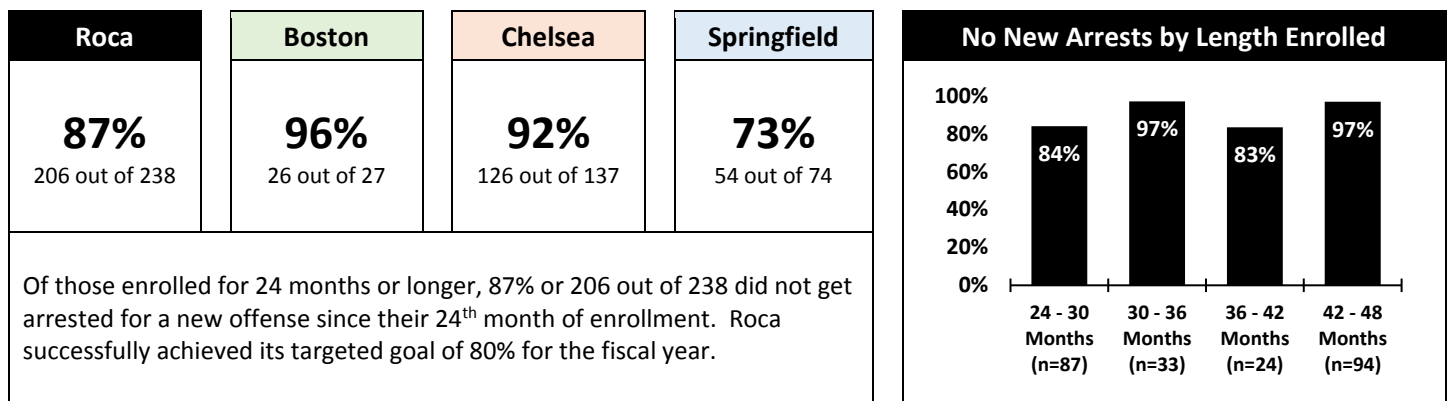 Roca
87%
206 out of 238
Boston
96%
26 out of 27
Chelsea
92%
126 out of 137
Springfield
73%
54 out of 74
Of those enrolled for 24 months or longer, 87% or 206 out of 238 did not get
arrested for a new offense since their 24th month of enrollment.  Roca
successfully achieved its targeted goal of 80% for the fiscal year.
No New Arrests by Length Enrolled
100%
80%
60%
40%
20%
0%
84%
97%
83%
97%
24 - 30
Months
(n=87)
30 - 36
Months
(n=33)
36 - 42
Months
(n=24)
42 - 48
Months
(n=94)